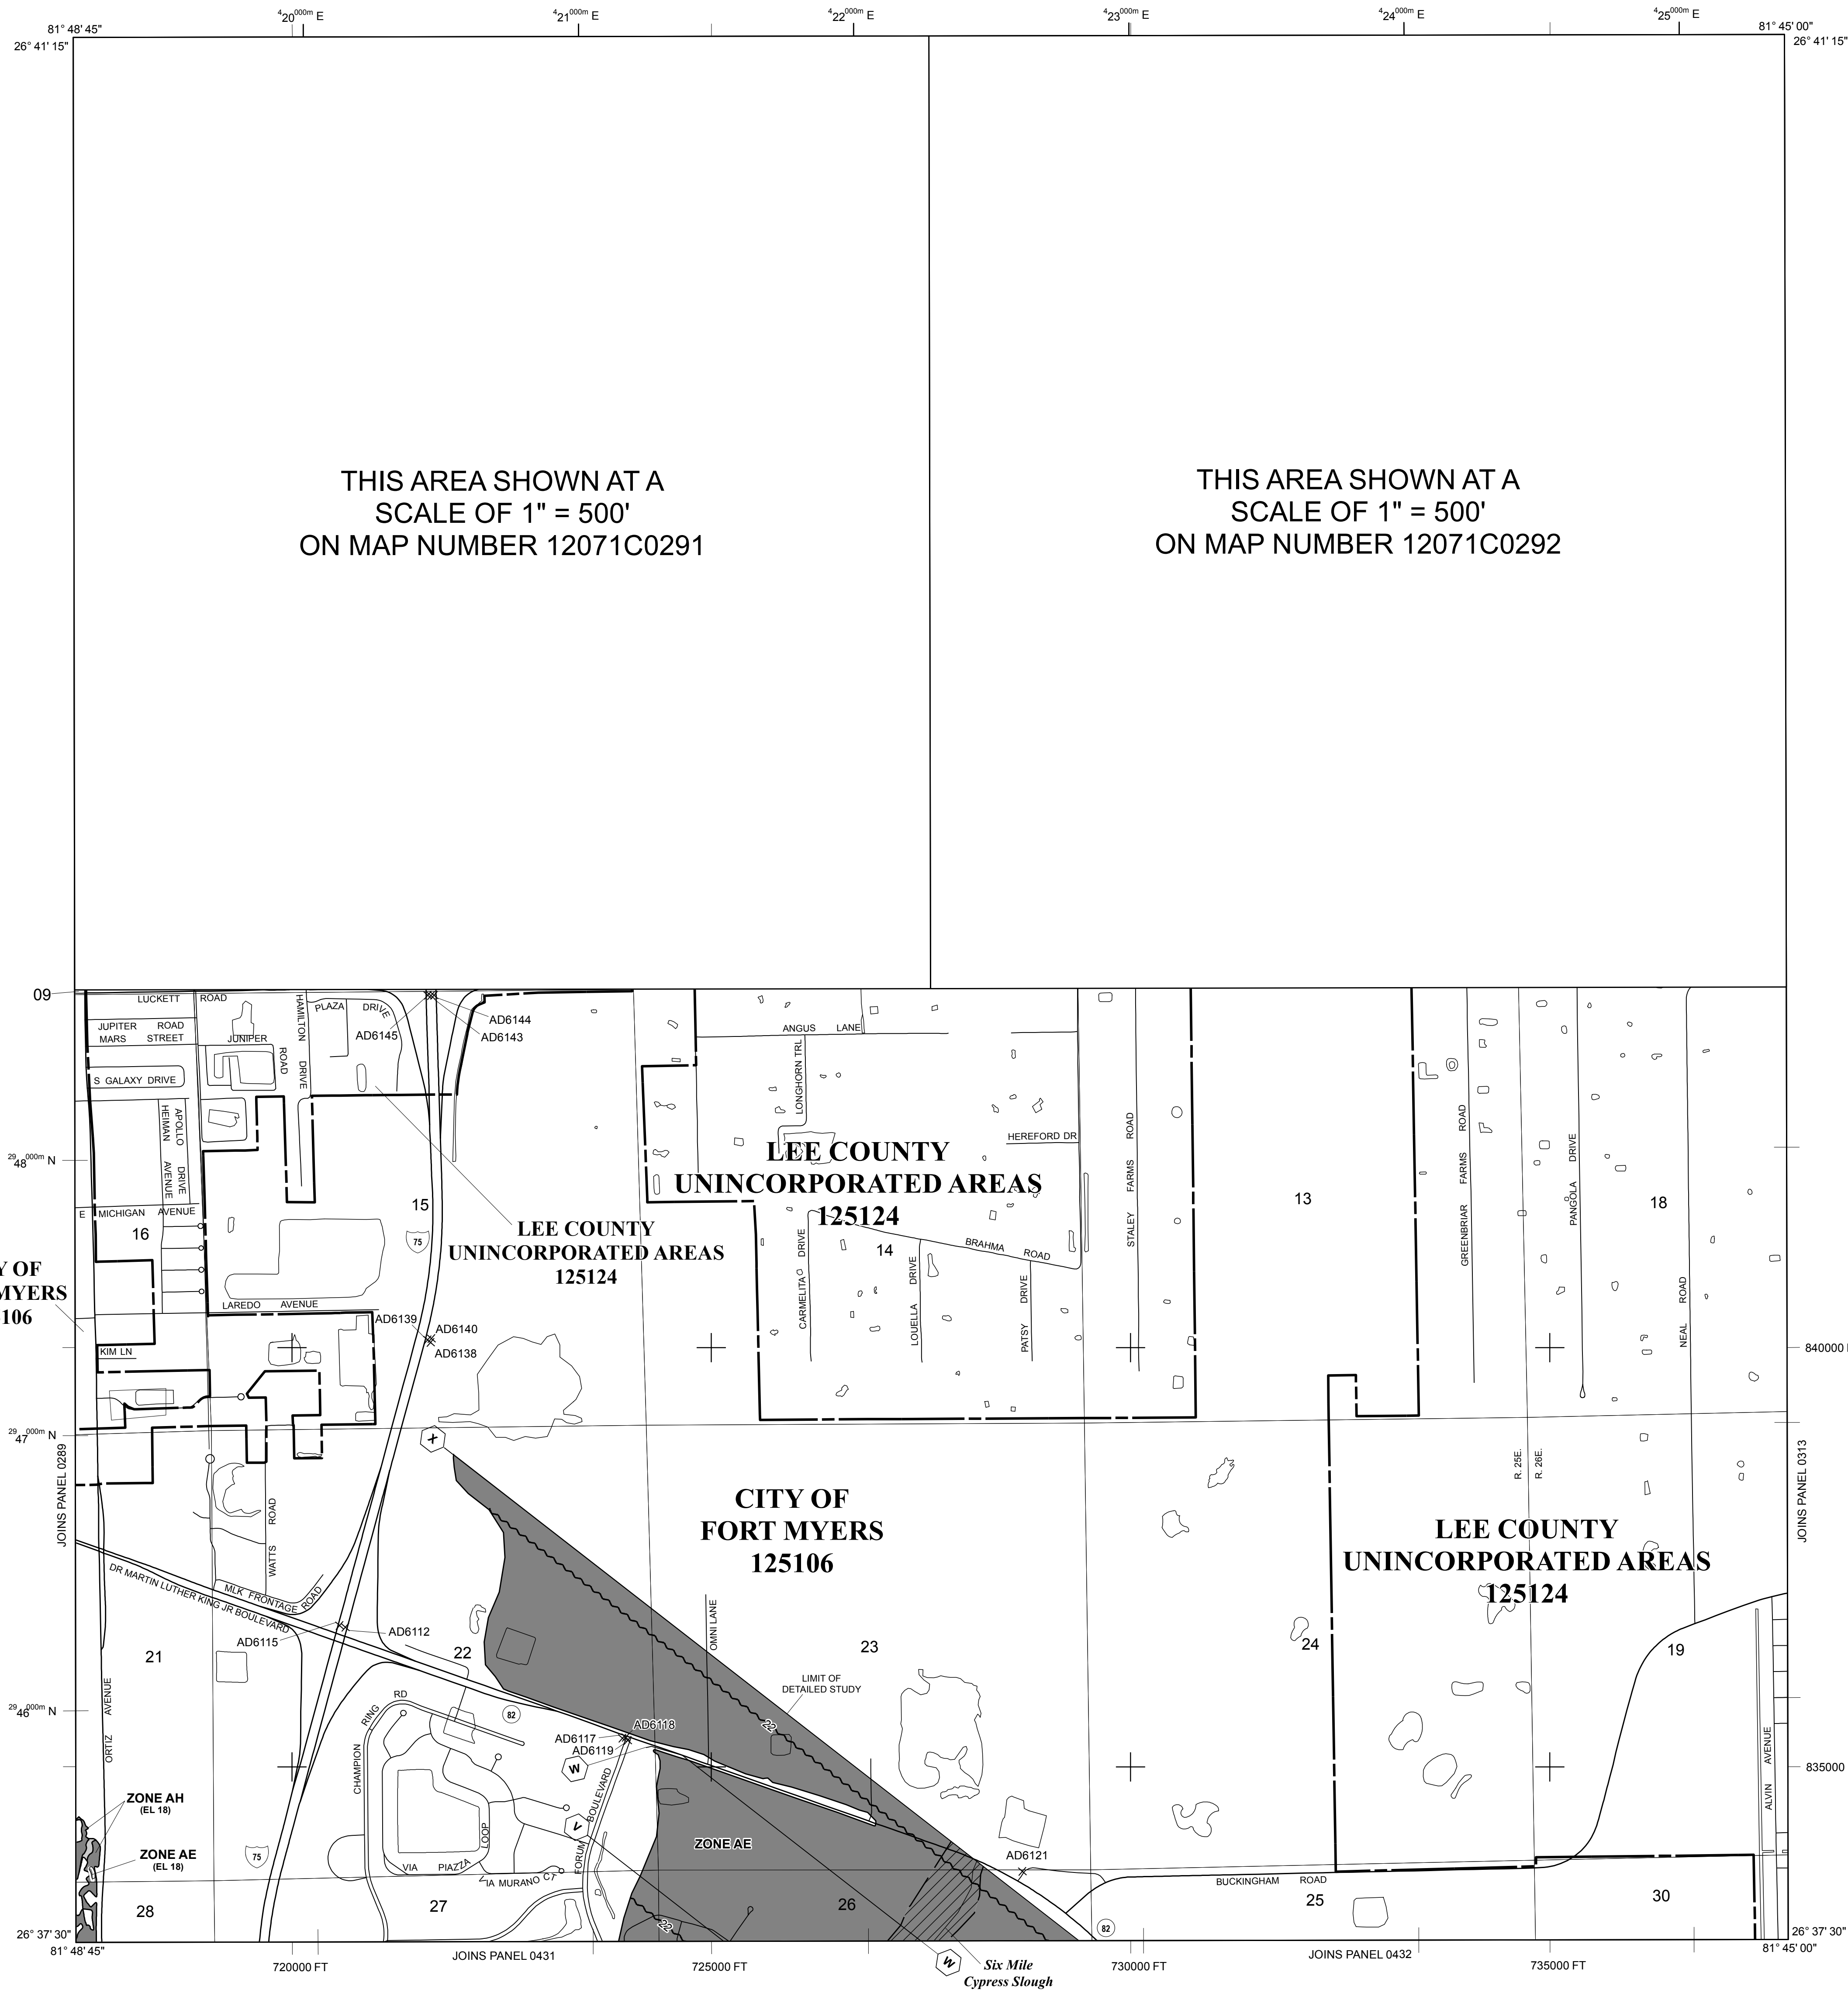 420000m E
421000m E
422000m E
423000m E
424000m E
425000m E
81° 48' 45"
81° 45' 00"
26° 41' 15"
26° 41' 15"
THIS AREA SHOWN AT A
SCALE OF 1" = 500'
ON MAP NUMBER 12071C0291
THIS AREA SHOWN AT A
SCALE OF 1" = 500'
ON MAP NUMBER 12071C0292
09
LUCKETT ROAD
JUPITER ROAD
MARS STREET
JUNIPER
ROAD
HAMILTON DRIVE
PLAZA DRIVE
AD6145
AD6144
AD6143
S GALAXY DRIVE
APOLLO DRIVE
HEIMAN AVENUE
ANGUS LANE
LONGHORN TRL
HEREFORD DR
STALEY FARMS ROAD
GREENBRIAR FARMS ROAD
PANGOLA DRIVE
NEAL ROAD
2948000m N
E MICHIGAN AVENUE
16
15
75
LEE COUNTY
UNINCORPORATED AREAS
125124
LEE COUNTY
UNINCORPORATED AREAS
125124
14
13
18
BRAHMA ROAD
CARMELITA DRIVE
LOUELLA DRIVE
PATSY DRIVE
Y OF
MYERS
106
LAREDO AVENUE
KIM LN
AD6139
AD6140
AD6138
840000
2947000m N
JOINS PANEL 0289
JOINS PANEL 0313
X
R. 25E.
R. 26E.
CITY OF
FORT MYERS
125106
LEE COUNTY
UNINCORPORATED AREAS
125124
WATTS ROAD
DR MARTIN LUTHER KING JR BOULEVARD
MLK FRONTAGE ROAD
AD6115
AD6112
21
22
23
24
19
OMNI LANE
LIMIT OF
DETAILED STUDY
22
ORTIZ AVENUE
2946000m N
RING RD
CHAMPION
82
AD6118
AD6117
AD6119
W
V
FORUM BOULEVARD
835000
ALVIN AVENUE
ZONE AH
(EL 18)
ZONE AE
(EL 18)
75
VIA PIAZZA LOOP
VIA MURANO CT
ZONE AE
AD6121
BUCKINGHAM ROAD
28
27
26
25
30
22
82
26° 37' 30"
26° 37' 30"
81° 48' 45"
81° 45' 00"
JOINS PANEL 0431
JOINS PANEL 0432
W
Six Mile
Cypress Slough
720000 FT
725000 FT
730000 FT
735000 FT